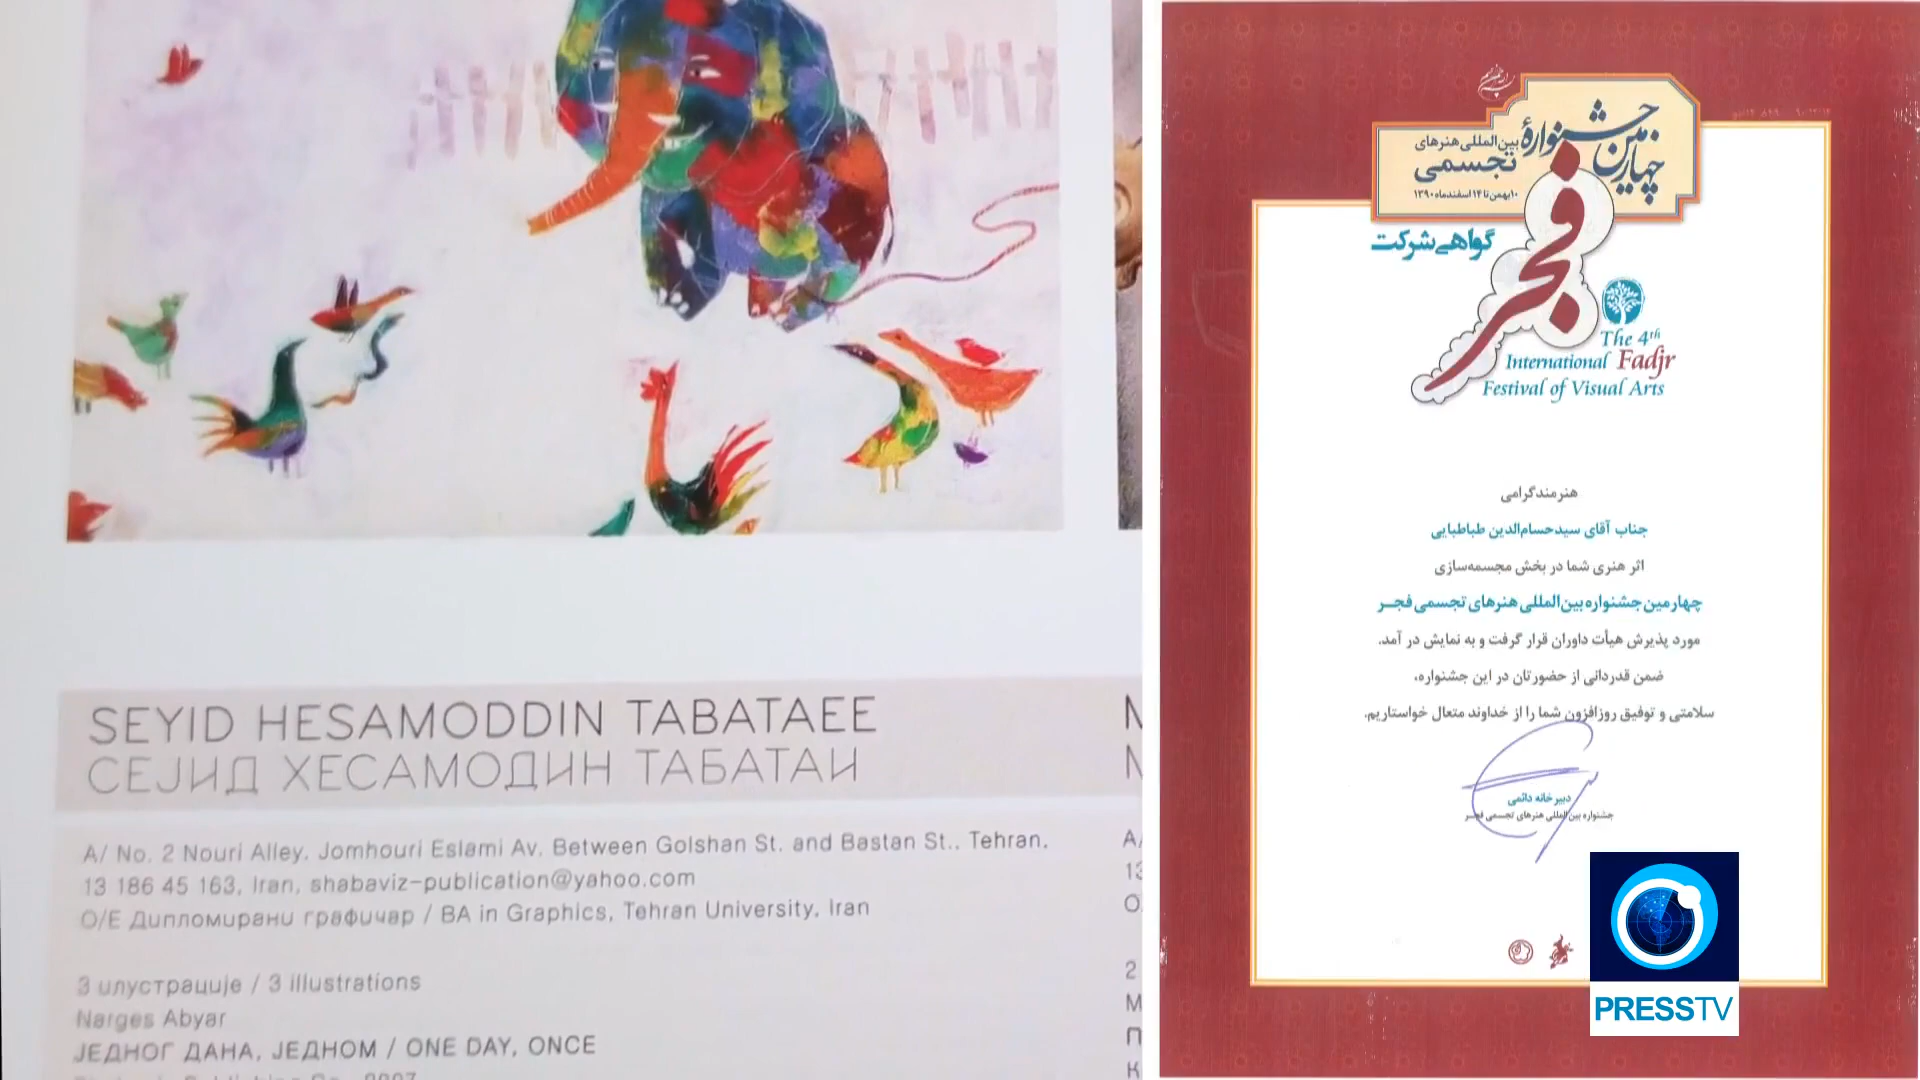 SEYID HESAMODDIN TABATAEE
СЕЈИД ХЕСАМОДИН ТАБАТАИ
A/ No. 2 Nouri Alley. Jomhouri Eslami Av. Between Golshan St. and Bastan St.. Tehran.
13 186 45 163, Iran, shabaviz-publication@yahoo.com
O/E Дипломирани графичар / BA in Graphics, Tehran University, Iran
3 илустрације / 3 illustrations
Narges Abyar
ЈЕДНОГ ДАНА, ЈЕДНОМ / ONE DAY, ONCE
چهارمین جشنوارهٔ
بین‌المللی هنرهای
تجسمی
۱۰ بهمن تا ۱۴ اسفندماه ۱۳۹۰
فجر
گواهی شرکت
The 4th
International Fadjr
Festival of Visual Arts
هنرمند گرامی
جناب آقای سیدحسام‌الدین طباطبایی
اثر هنری شما در بخش مجسمه‌سازی
چهارمین جشنواره بین‌المللی هنرهای تجسمی فجر
مورد پذیرش هیأت داوران قرار گرفت و به نمایش در آمد.
ضمن قدردانی از حضورتان در این جشنواره،
سلامتی و توفیق روزافزون شما را از خداوند متعال خواستاریم.
دبیرخانه دائمی
جشنواره بین‌المللی هنرهای تجسمی فجر
PRESSTV